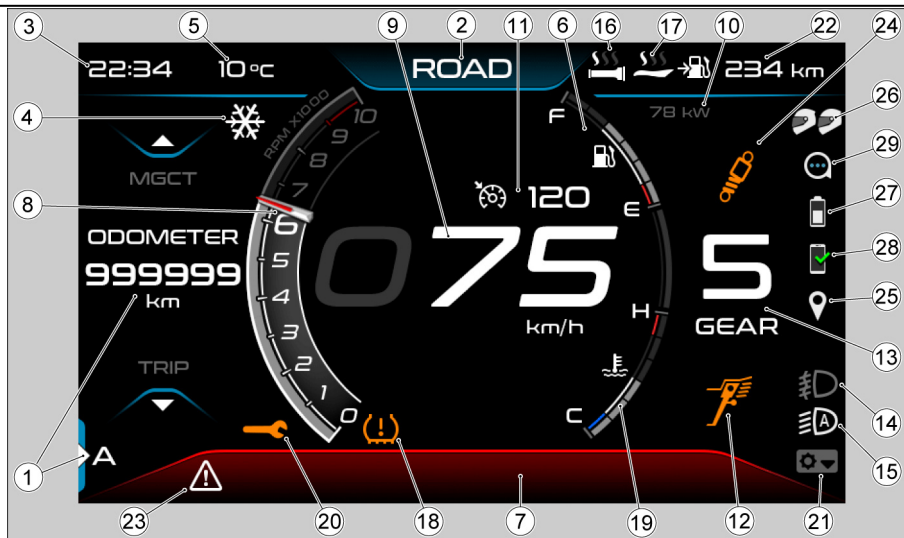 3
5
9
11
2
6
16
17
10
22
24
22:34
10 °C
ROAD
234 km
78 kW
4
26
RPM X1000
10
9
8
7
6
5
4
3
2
1
0
F
E
H
C
MGCT
29
120
8
27
ODOMETER
999999
km
075
km/h
5
GEAR
28
25
13
TRIP
14
A
A
15
1
23
20
18
7
19
12
21